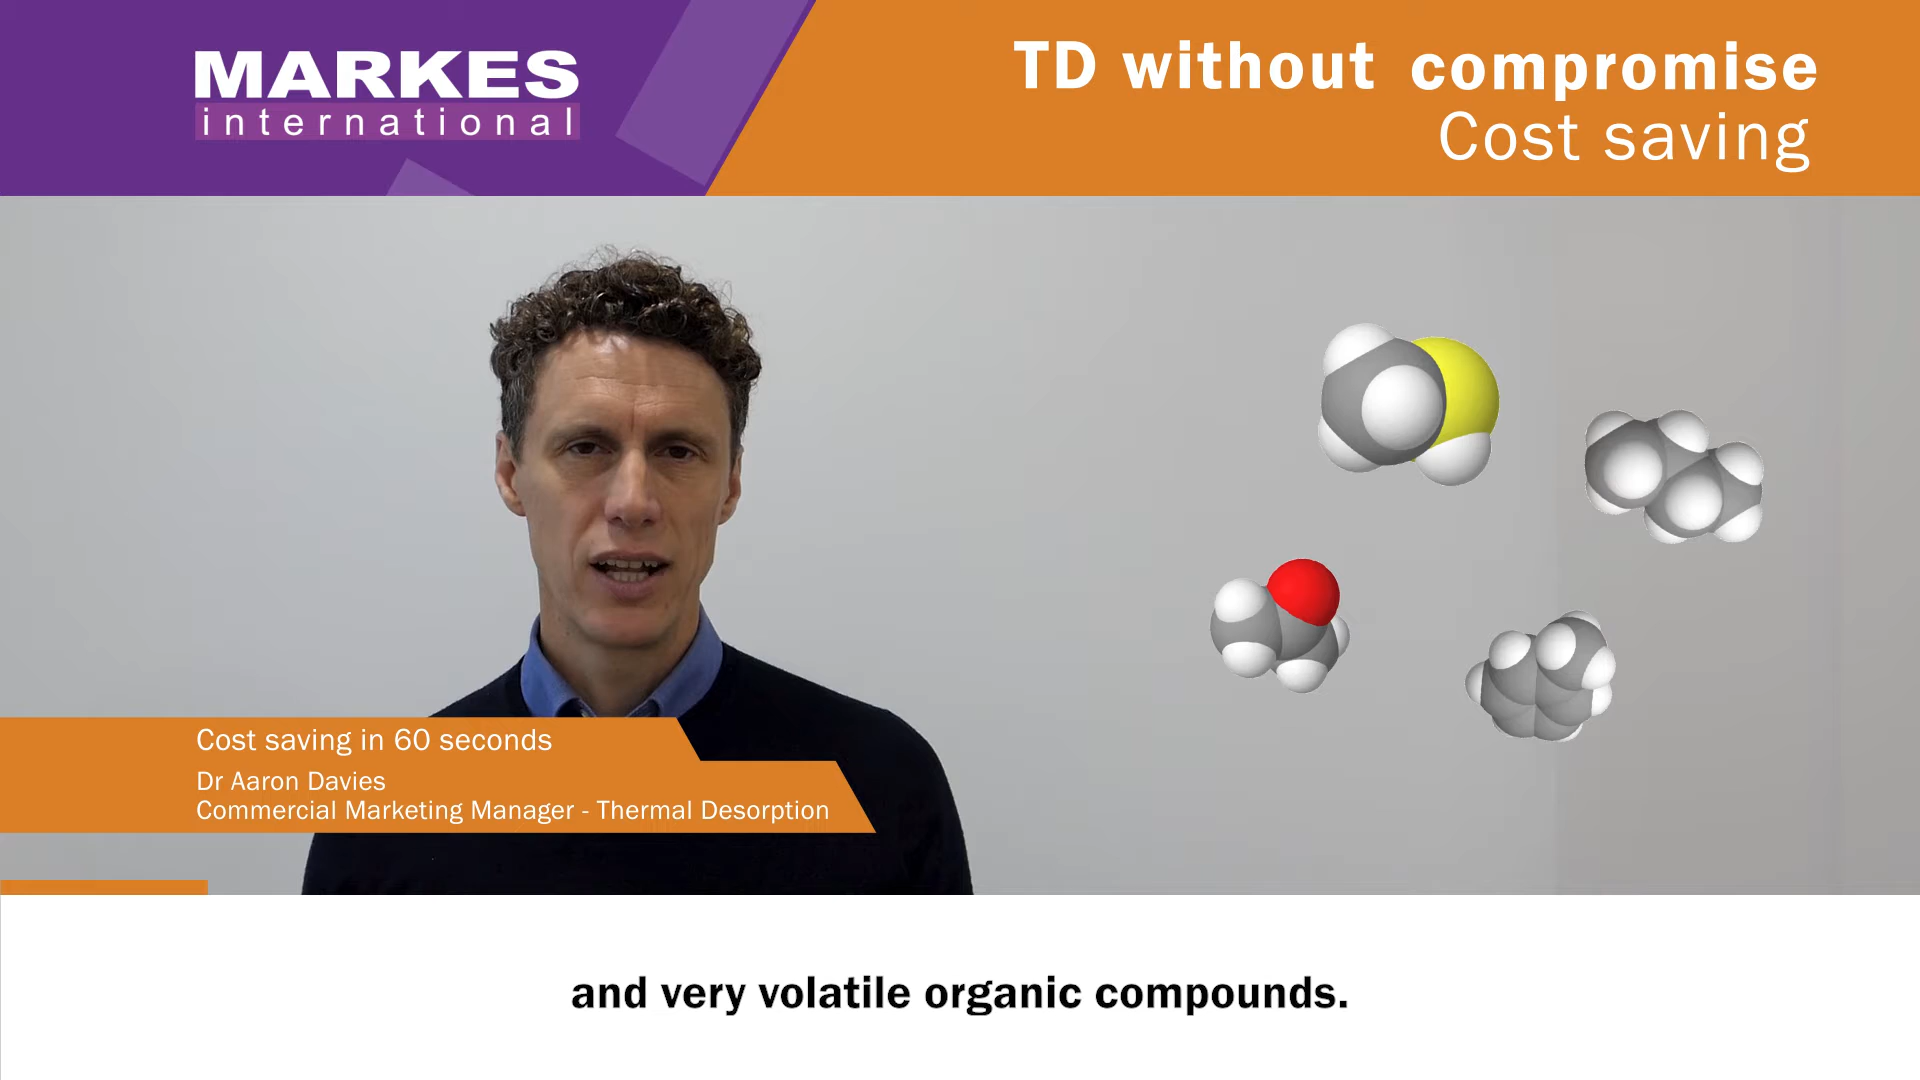 MARKES
international
TD without compromise
Cost saving
Cost saving in 60 seconds
Dr Aaron Davies
Commercial Marketing Manager - Thermal Desorption
and very volatile organic compounds.